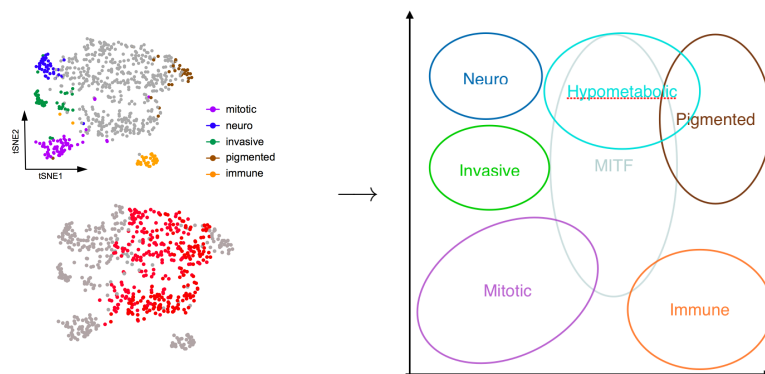 mitotic
neuro
invasive
pigmented
immune
tSNE2
tSNE1
Neuro
Hypometabolic
Pigmented
Invasive
MITF
Mitotic
Immune